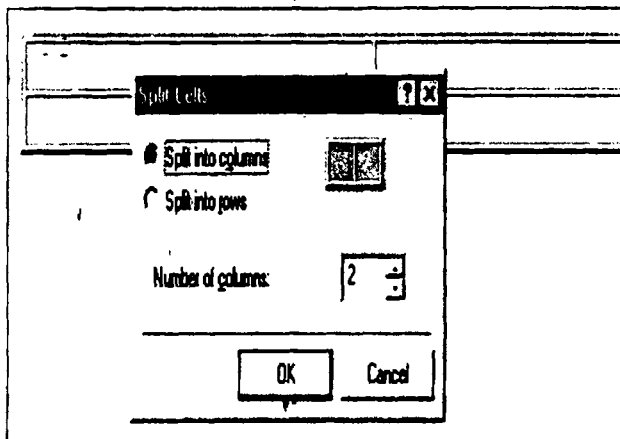 Split Cells
Split into columns
Split into rows
Number of columns: 2
OK Cancel